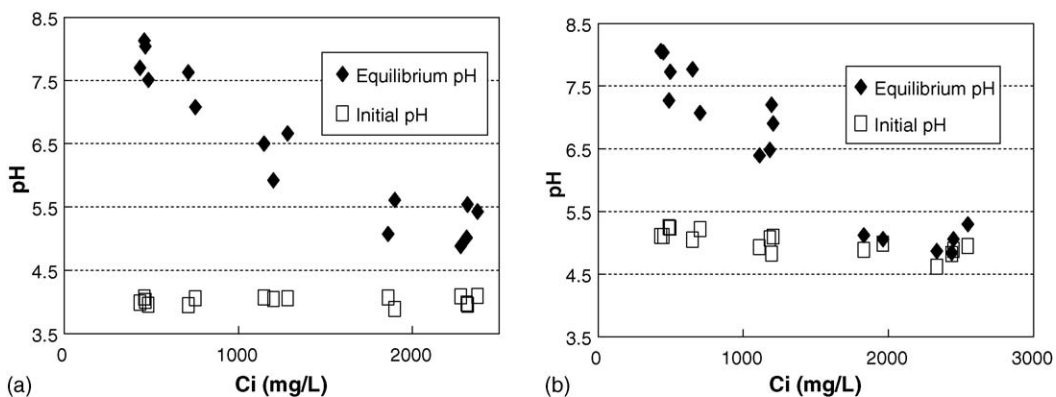 8.5
7.5
6.5
5.5
4.5
3.5
pH
0
1000
2000
Ci (mg/L)
(a)
Equilibrium pH
Initial pH
8.5
7.5
6.5
5.5
4.5
3.5
pH
0
1000
2000
3000
Ci (mg/L)
(b)
Equilibrium pH
Initial pH